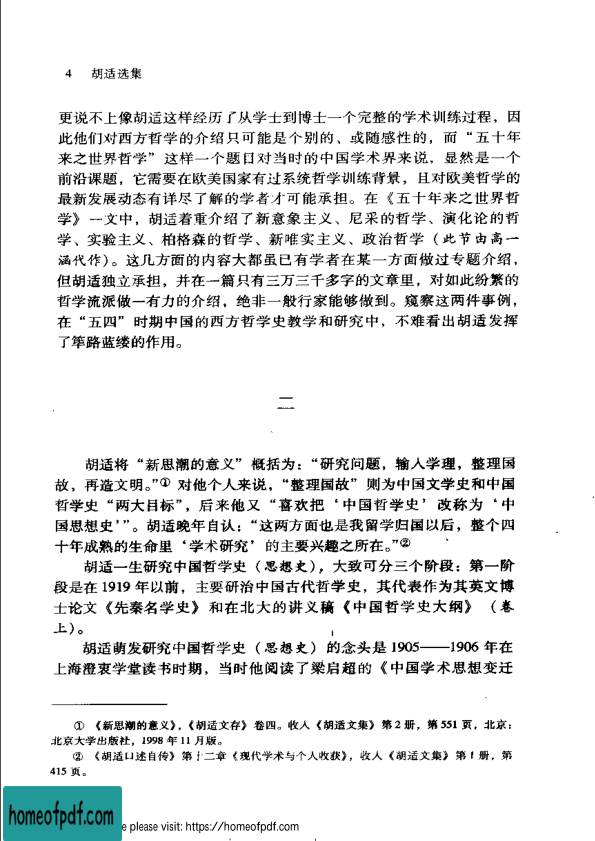 4 胡适选集
更说不上像胡适这样经历了从学士到博士一个完整的学术训练过程，因
此他们对西方哲学的介绍只可能是个别的、或随感性的，而“五十年
来之世界哲学”这样一个题目对当时的中国学术界来说，显然是一个
前沿课题，它需要在欧美国家有过系统哲学训练背景，且对欧美哲学的
最新发展动态有详尽了解的学者才可能承担。在《五十年来之世界哲
学》一文中，胡适着重介绍了新意象主义、尼采的哲学、演化论的哲
学、实验主义、柏格森的哲学、新唯实主义、政治哲学（此节由高一
涵代作）。这几方面的内容大都虽已有学者在某一方面做过专题介绍，
但胡适独立承担，并在一篇只有三万三千多字的文章里，对如此纷繁的
哲学流派做一有力的介绍，绝非一般行家能够做到。窥察这两件事例，
在“五四”时期中国的西方哲学史教学和研究中，不难看出胡适发挥
了筚路蓝缕的作用。
二
胡适将“新思潮的意义”概括为：“研究问题，输入学理，整理国
故，再造文明。”① 对他个人来说，“整理国故”则为中国文学史和中国
哲学史“两大目标”，后来他又“喜欢把‘中国哲学史’改称为‘中
国思想史’”。胡适晚年自认：“这两方面也是我留学归国以后，整个四
十年成熟的生命里‘学术研究’的主要兴趣之所在。”②
胡适一生研究中国哲学史（思想史），大致可分三个阶段：第一阶
段是在1919年以前，主要研治中国古代哲学史，其代表作为其英文博
士论文《先秦名学史》和在北大的讲义稿《中国哲学史大纲》（卷
上）。
胡适萌发研究中国哲学史（思想史）的念头是1905——1906年在
上海澄衷学堂读书时期，当时他阅读了梁启超的《中国学术思想变迁
① 《新思潮的意义》，《胡适文存》卷四。收入《胡适文集》第2册，第551页，北京：
北京大学出版社，1998年11月版。
② 《胡适口述自传》第十二章《现代学术与个人收获》，收入《胡适文集》第1册，第
415页。
homeofpdf.com
e please visit: https://homeofpdf.com